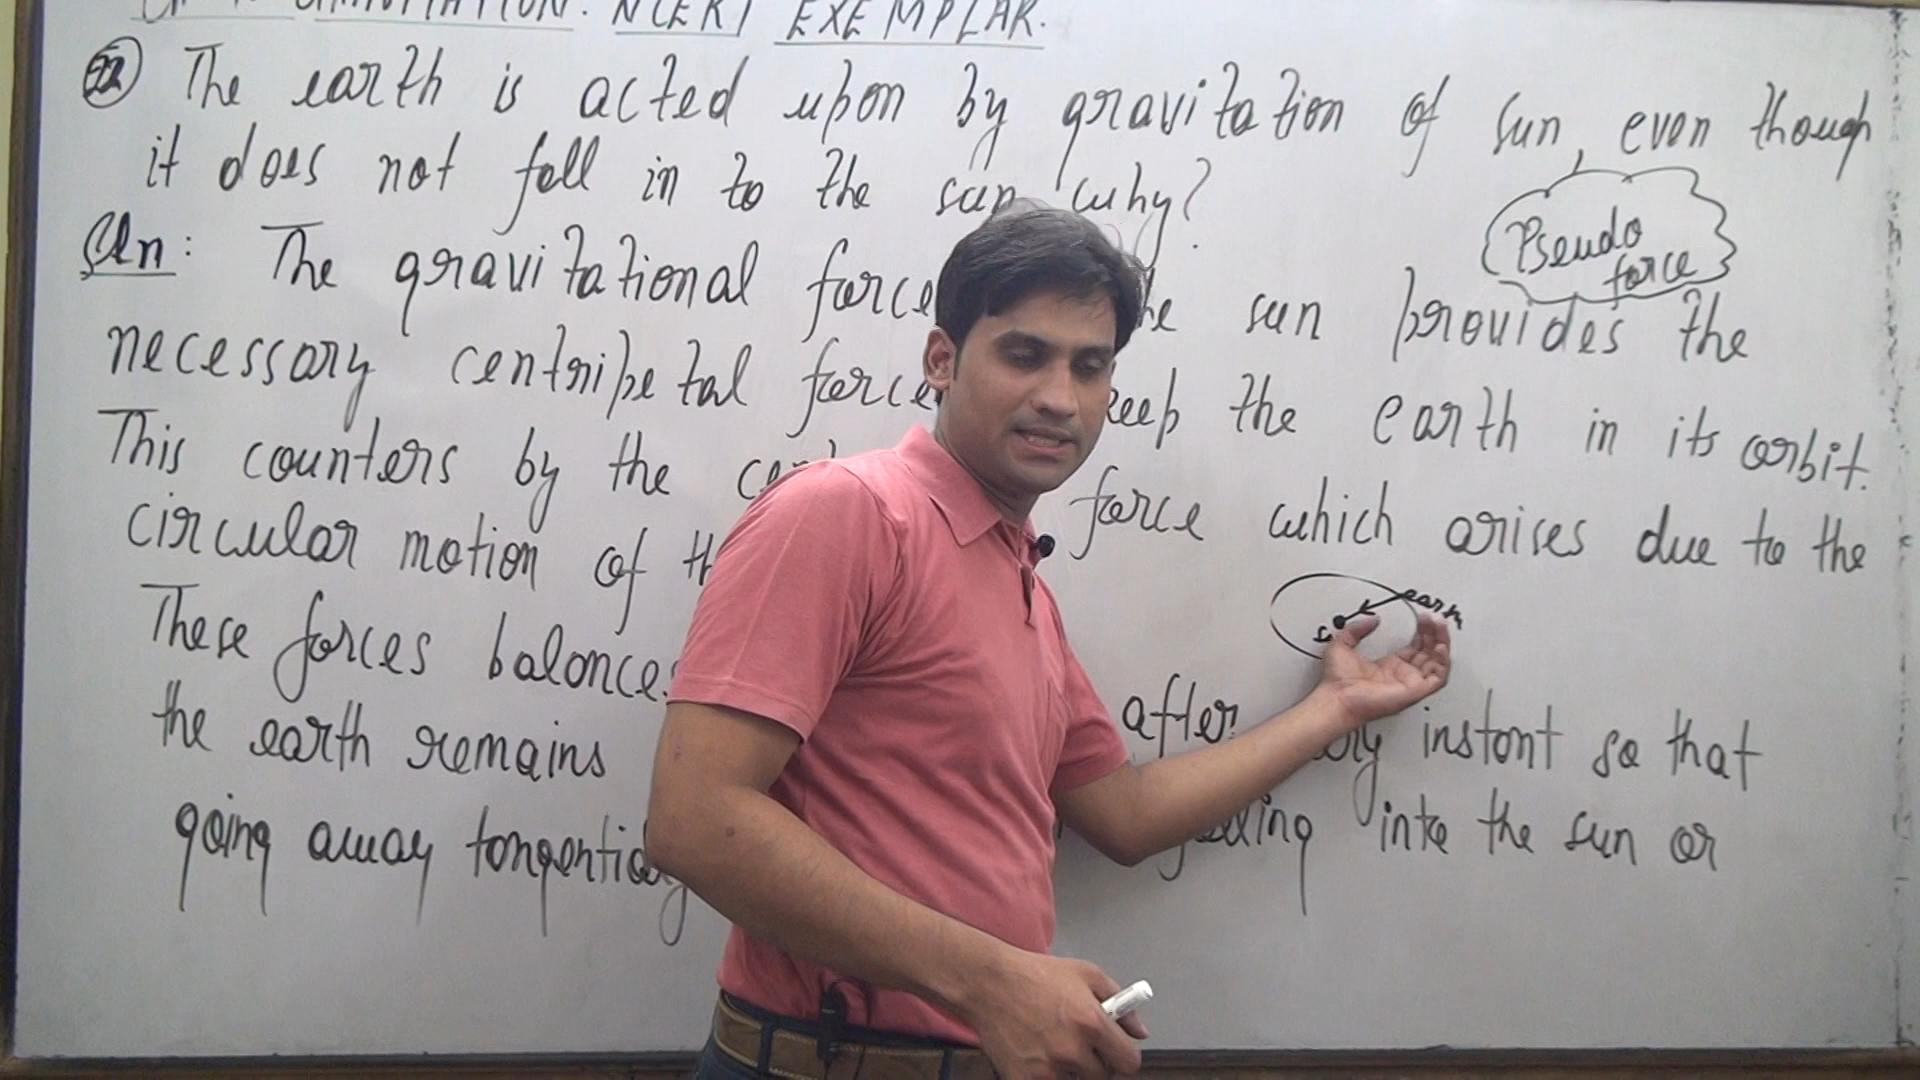 GRAVITATION. NCERT EXEMPLAR.
22 The earth is acted upon by gravitation of sun, even though
it does not fall in to the sun why?
Pseudo
force
Sln: The gravitational force the sun provides the
necessary centripetal force keep the earth in its orbit.
This counters by the force which arises due to the
circular motion of
earth
These forces balances after instant so that
the earth remains falling into the sun or
going away tangentially